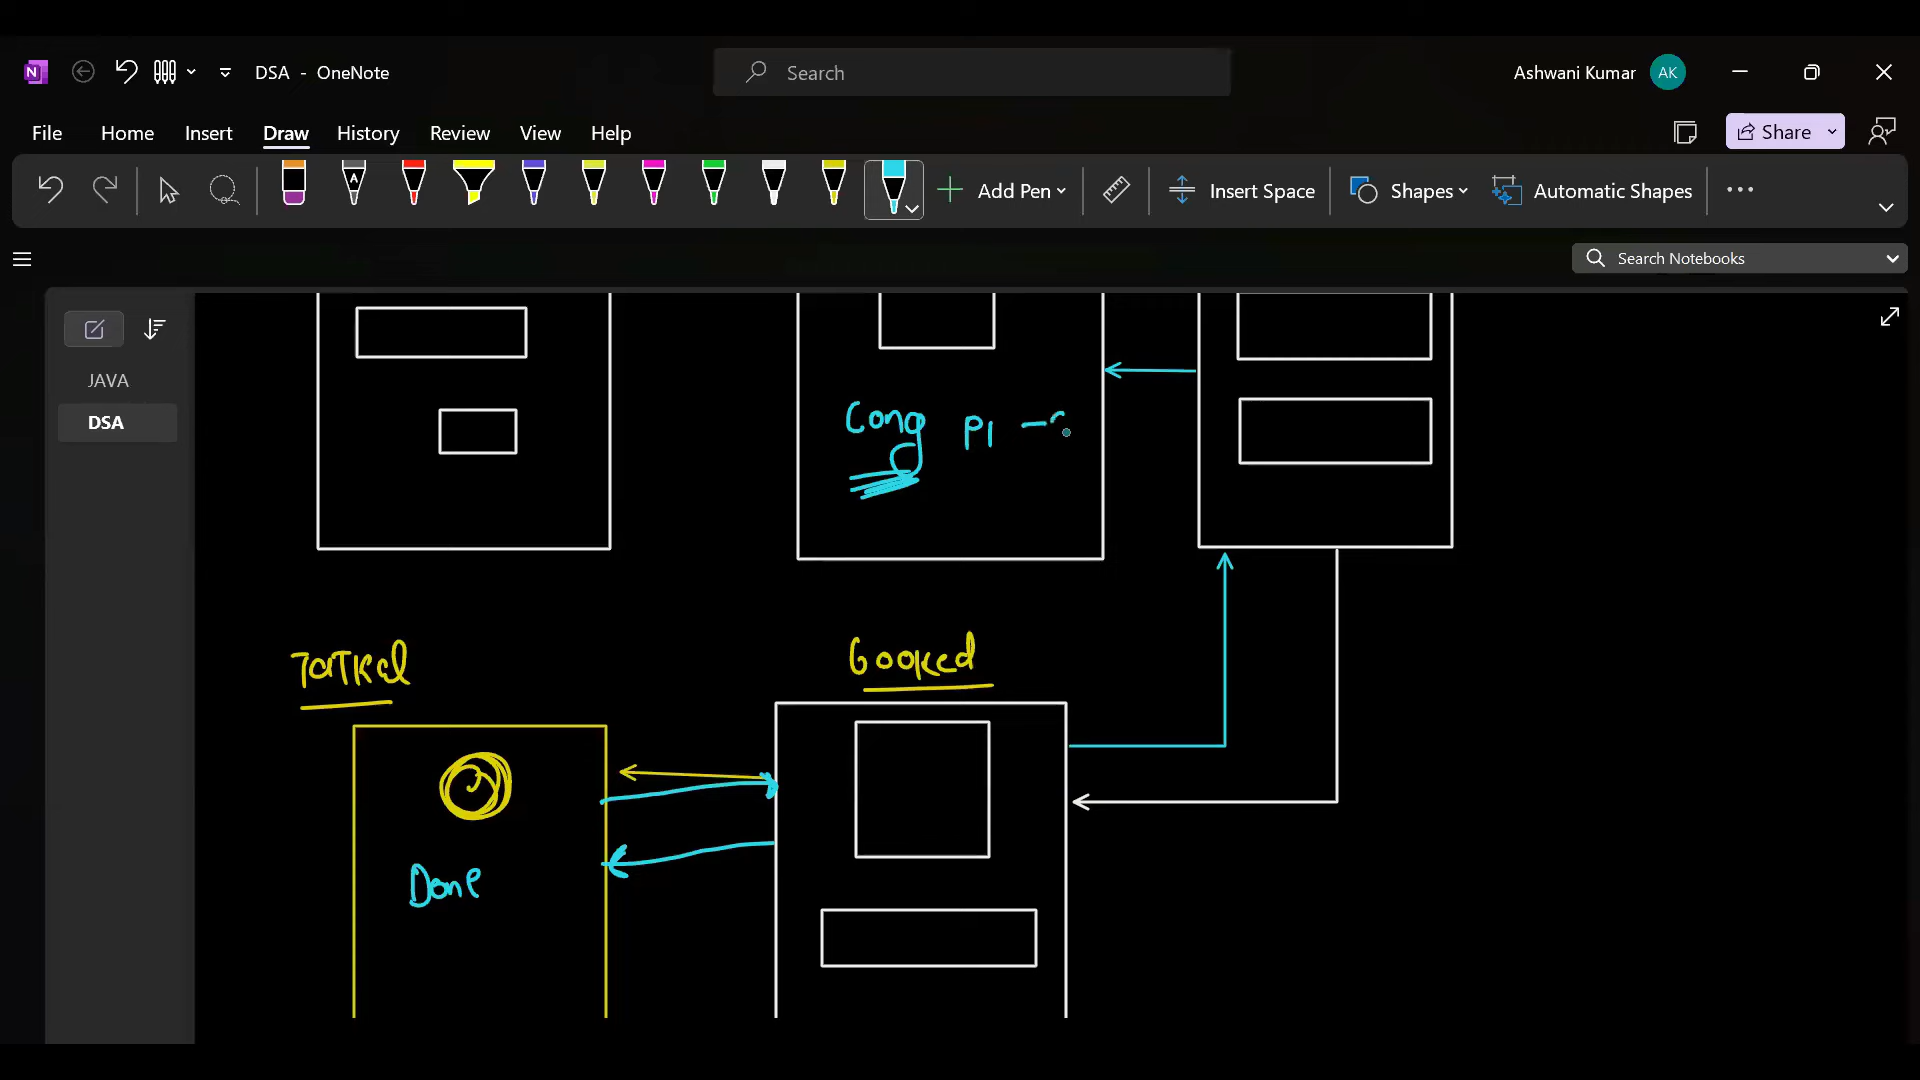 DSA - OneNote
Search
Ashwani Kumar AK
File Home Insert Draw History Review View Help
Share
Add Pen Insert Space Shapes Automatic Shapes
Search Notebooks
JAVA
DSA
Cong P1
Done